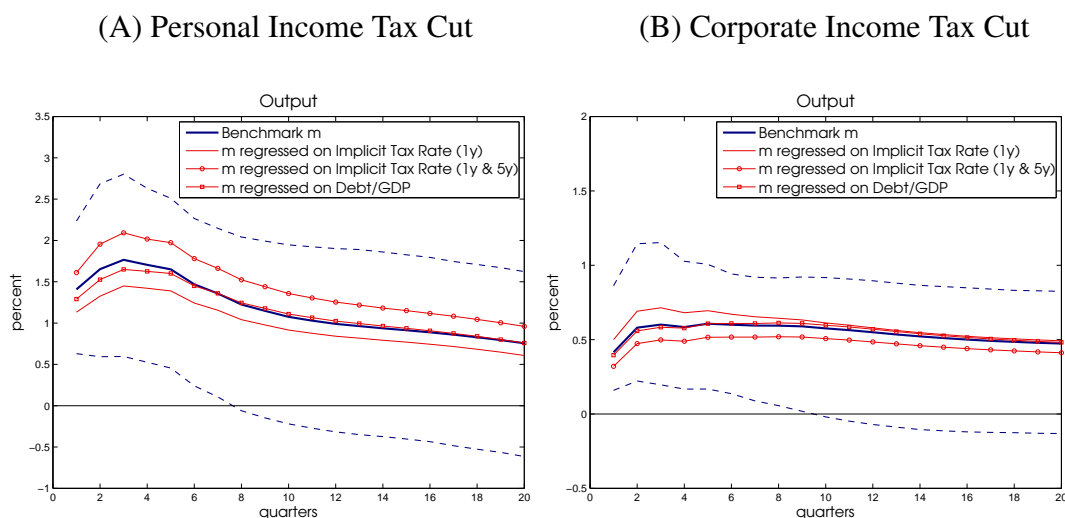 (A) Personal Income Tax Cut
(B) Corporate Income Tax Cut
Output
3.5
3
2.5
2
1.5
1
0.5
0
−0.5
−1
percent
Benchmark m
m regressed on Implicit Tax Rate (1y)
m regressed on Implicit Tax Rate (1y & 5y)
m regressed on Debt/GDP
0 2 4 6 8 10 12 14 16 18 20
quarters
Output
2
1.5
1
0.5
0
−0.5
percent
Benchmark m
m regressed on Implicit Tax Rate (1y)
m regressed on Implicit Tax Rate (1y & 5y)
m regressed on Debt/GDP
0 2 4 6 8 10 12 14 16 18 20
quarters